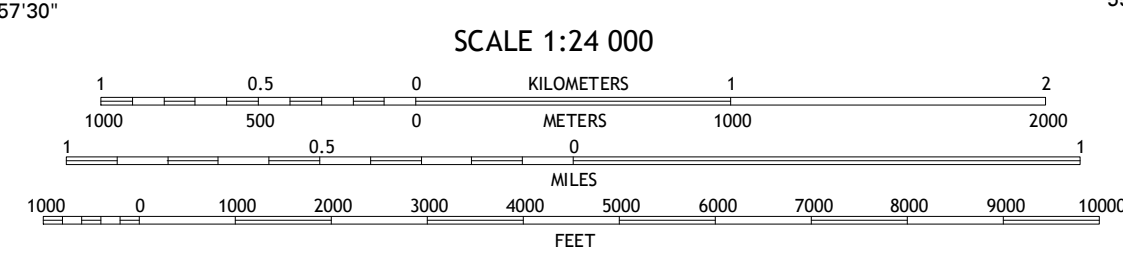 57'30"
SCALE 1:24 000
1 0.5 0 KILOMETERS 1 2
1000 500 0 METERS 1000 2000
1 0.5 0 1
MILES
1000 0 1000 2000 3000 4000 5000 6000 7000 8000 9000 10000
FEET